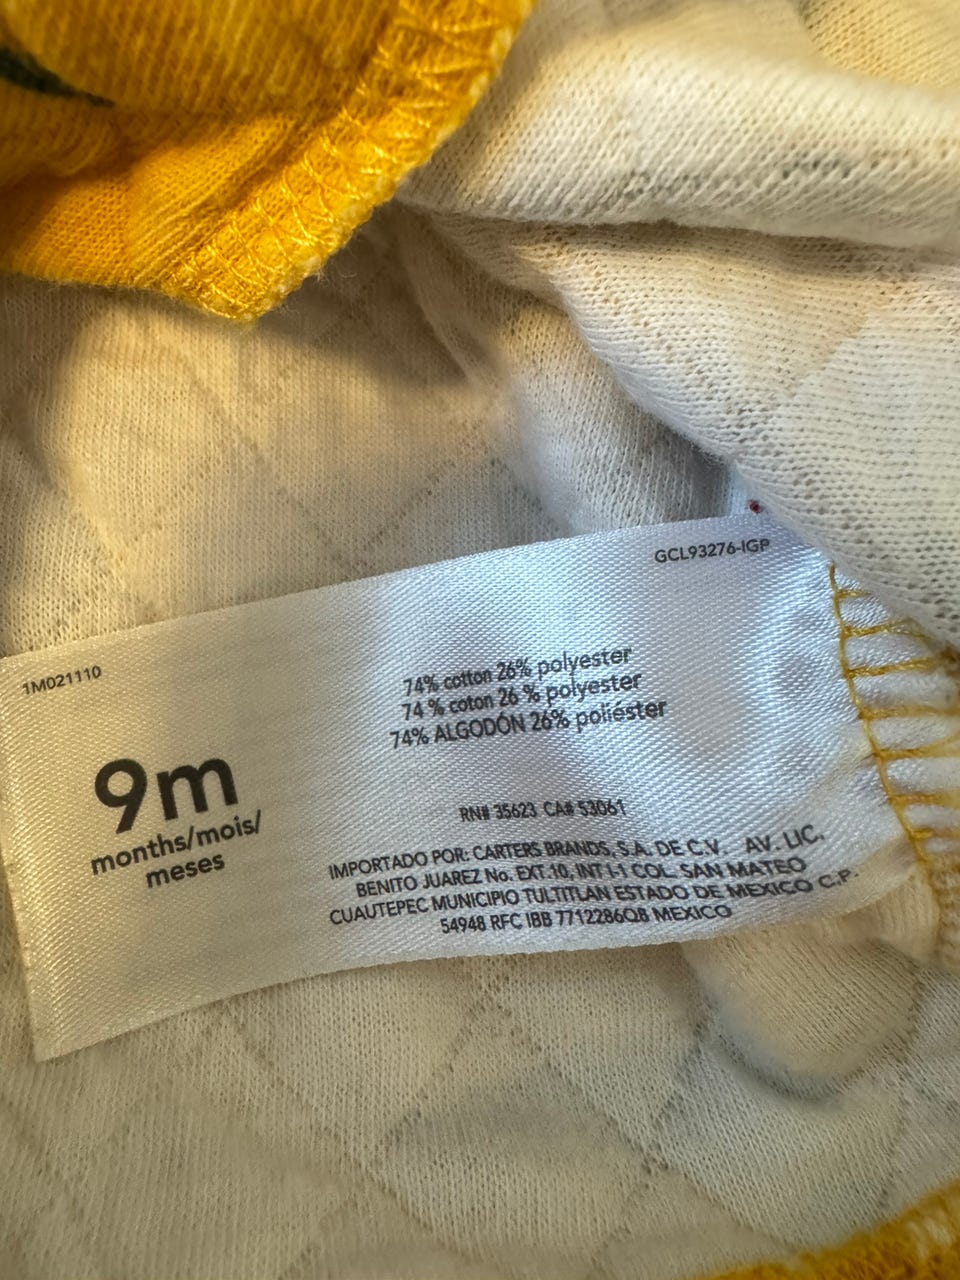 GCL93276-IGP
1M021110
74% cotton 26% polyester
74 % coton 26 % polyester
74% ALGODÓN 26% poliéster
9m
months/mois/
meses
RN# 35623 CA# 53061
IMPORTADO POR: CARTERS BRANDS, S.A. DE C.V. AV. LIC.
BENITO JUAREZ No. EXT.10, INT I-1 COL. SAN MATEO
CUAUTEPEC MUNICIPIO TULTITLAN ESTADO DE MEXICO C.P.
54948 RFC IBB 7712286Q8 MEXICO